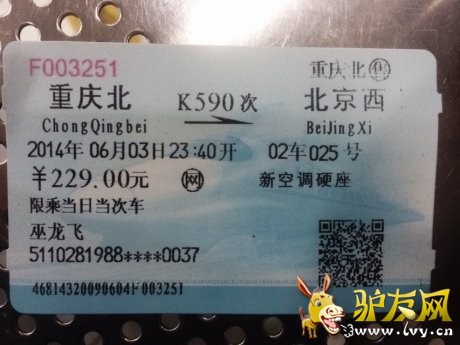 F003251 重庆北 售
重庆北 K590次 北京西
ChongQingbei BeiJingXi
2014年06月03日23:40开 02车025号
￥229.00元 网 新空调硬座
限乘当日当次车
巫龙飞
5110281988****0037
46814320090604F003251
驴友网
www.lvy.cn